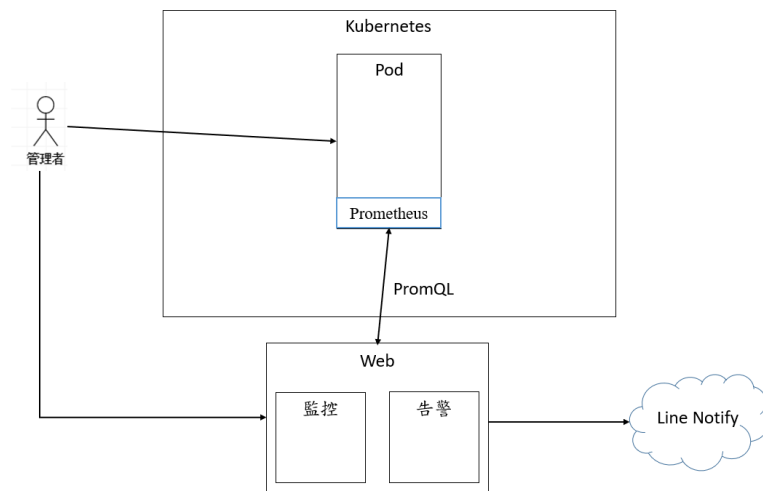 Kubernetes
Pod
管理者
Prometheus
PromQL
Web
監控
告警
Line Notify